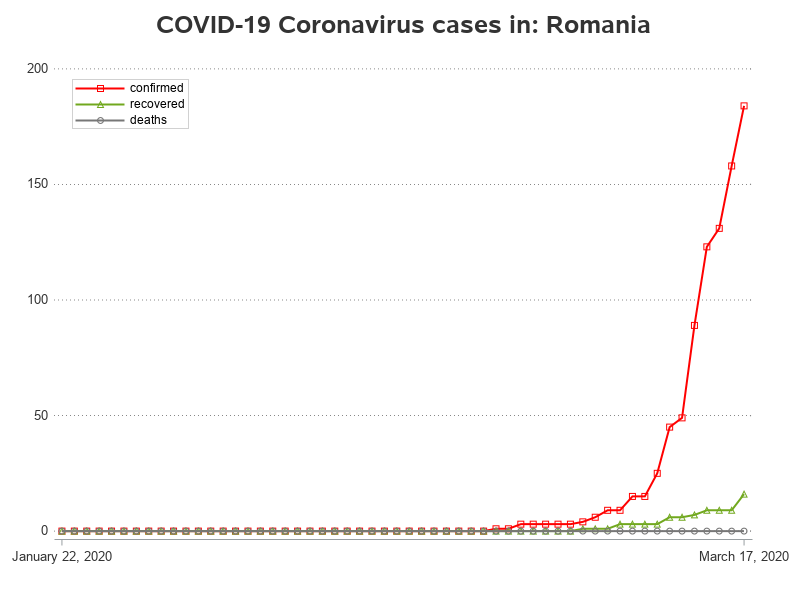 COVID-19 Coronavirus cases in: Romania
200
confirmed
recovered
deaths
150
100
50
0
January 22, 2020
March 17, 2020